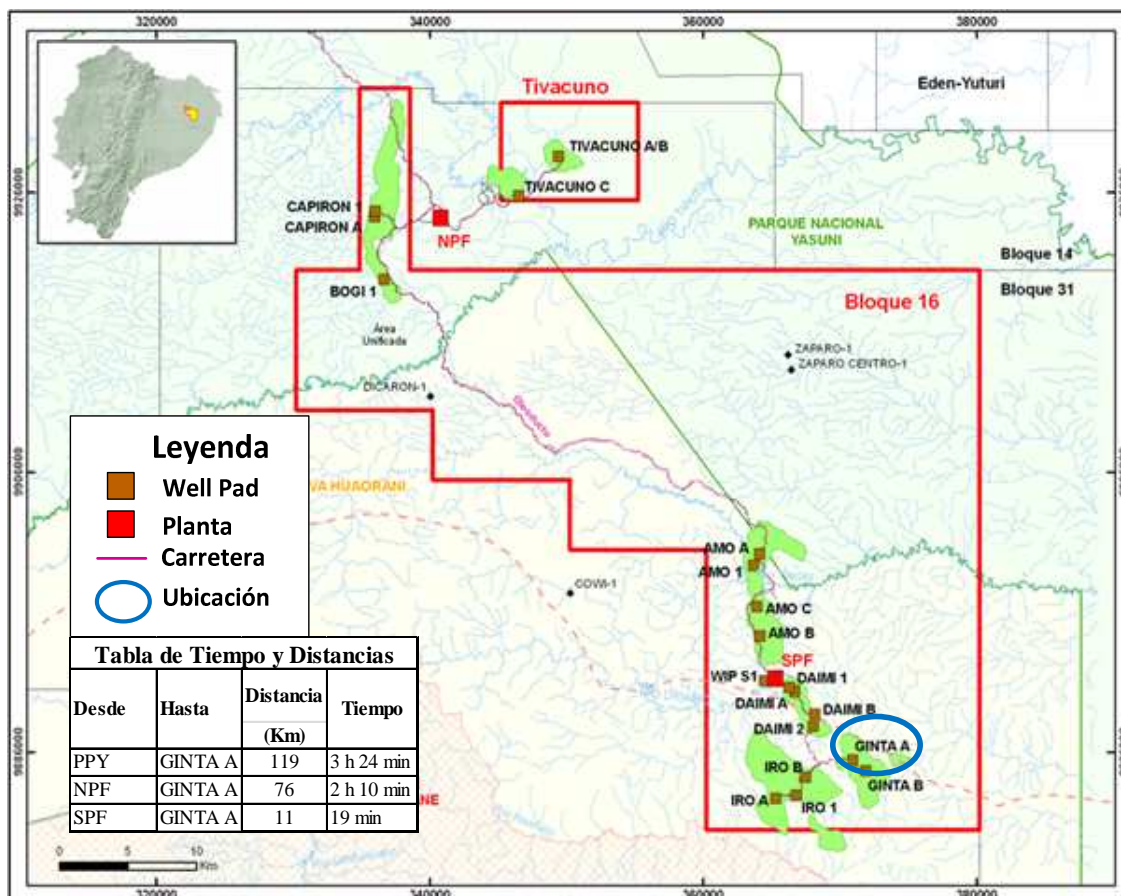 320000
340000
360000
380000
Eden-Yuturi
Tivacuno
TIVACUNO A/B
TIVACUNO C
9926000
CAPIRON 1
CAPIRON A
NPF
PARQUE NACIONAL
YASUNI
Bloque 14
Bloque 31
BOGI 1
Bloque 16
Área
Unificada
ZAPARO-1
ZAPARO CENTRO-1
DICARON-1
Leyenda
Well Pad
Planta
Carretera
Ubicación
VA HUAORANI
9906000
AMO A
AMO 1
AMO C
AMO B
SPF
WIP S1
DAIMI 1
DAIMI A
DAIMI B
DAIMI 2
GINTA A
GINTA B
IRO B
IRO A
IRO 1
9886000
Tabla de Tiempo y Distancias
Desde Hasta Distancia (Km) Tiempo
PPY GINTA A 119 3 h 24 min
NPF GINTA A 76 2 h 10 min
SPF GINTA A 11 19 min
0 5 10
Km
320000
340000
360000
380000